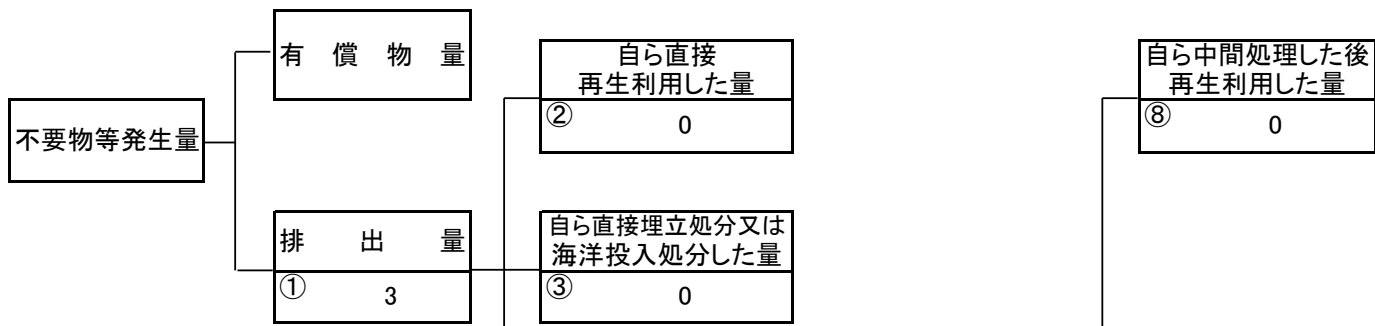 有償物量
自ら直接
再生利用した量
② 0
自ら中間処理した後
再生利用した量
⑧ 0
不要物等発生量
排出量
① 3
自ら直接埋立処分又は
海洋投入処分した量
③ 0